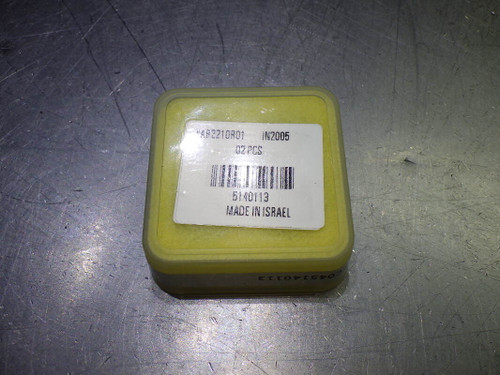 IN2005
02 PCS
5140113
MADE IN ISRAEL